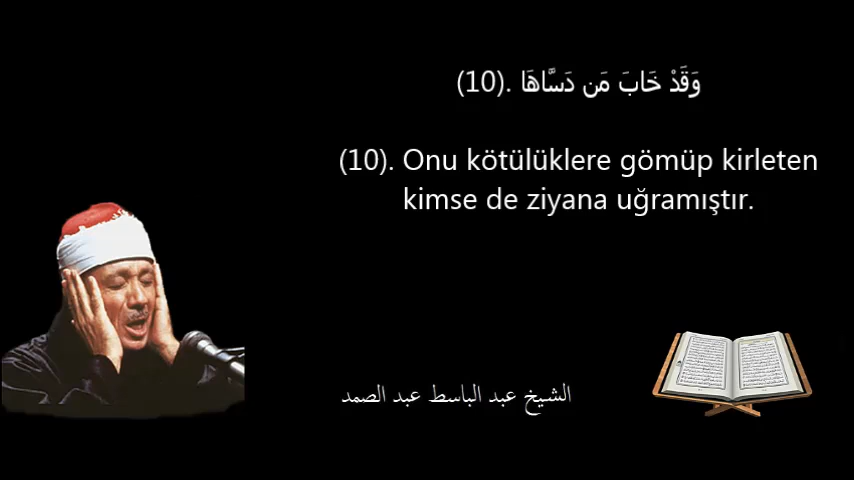 (10). وَقَدْ خَابَ مَن دَسَّاهَا
(10). Onu kötülüklere gömüp kirleten
kimse de ziyana uğramıştır.
الشيخ عبد الباسط عبد الصمد